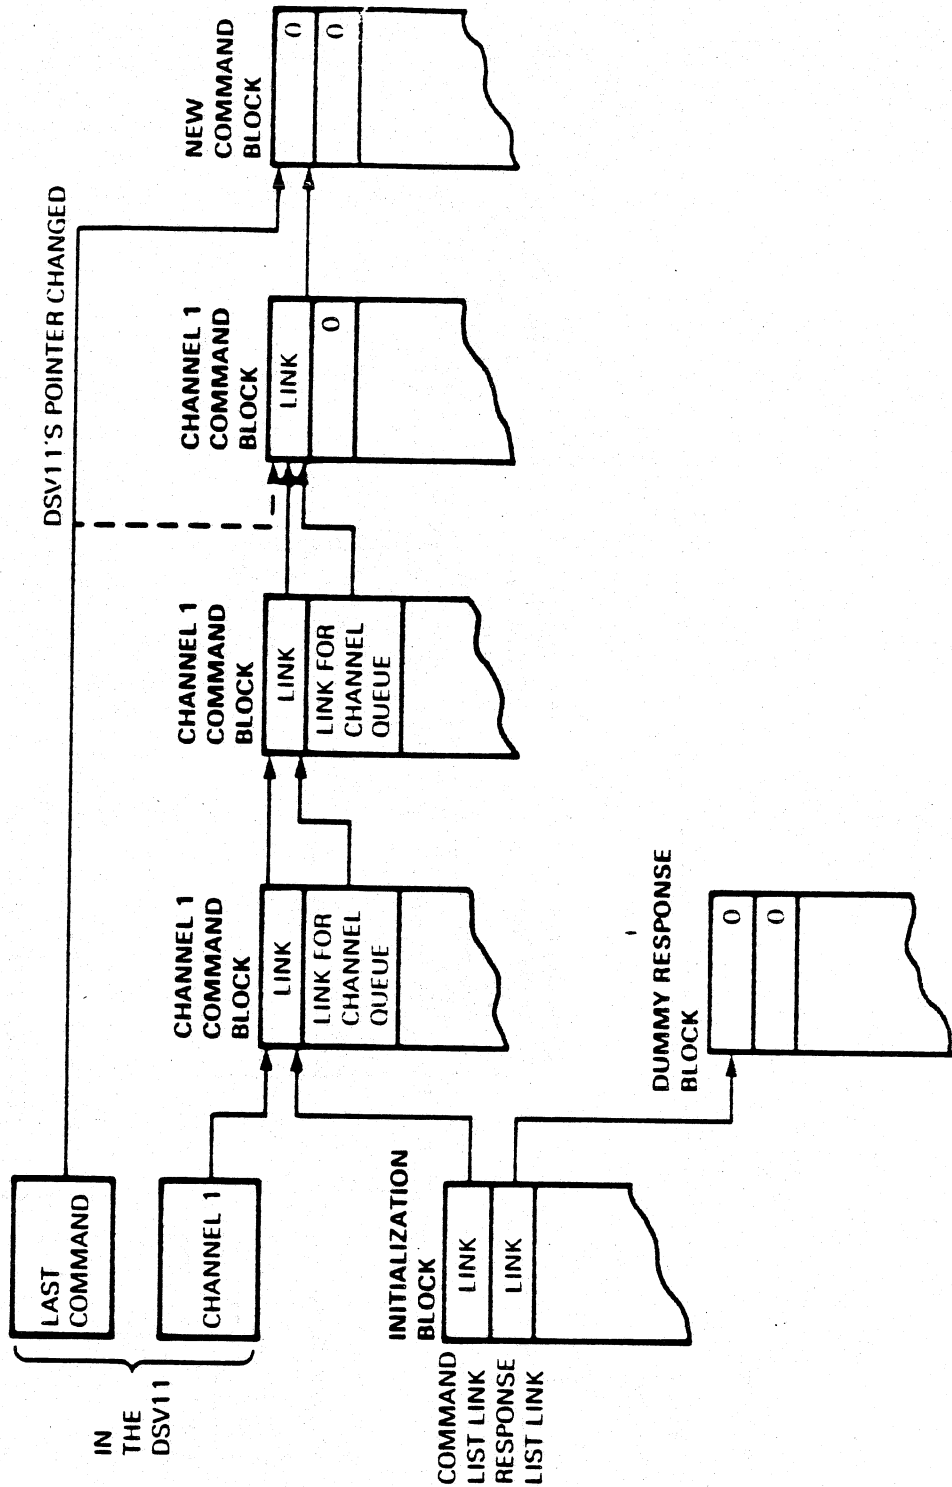 DSV11'S POINTER CHANGED
IN
THE
DSV11
LAST
COMMAND
CHANNEL 1
CHANNEL 1
COMMAND
BLOCK
LINK
LINK FOR
CHANNEL
QUEUE
CHANNEL 1
COMMAND
BLOCK
LINK
LINK FOR
CHANNEL
QUEUE
CHANNEL 1
COMMAND
BLOCK
LINK
0
NEW
COMMAND
BLOCK
0
0
INITIALIZATION
BLOCK
COMMAND
LIST LINK
RESPONSE
LIST LINK
LINK
LINK
DUMMY RESPONSE
BLOCK
0
0